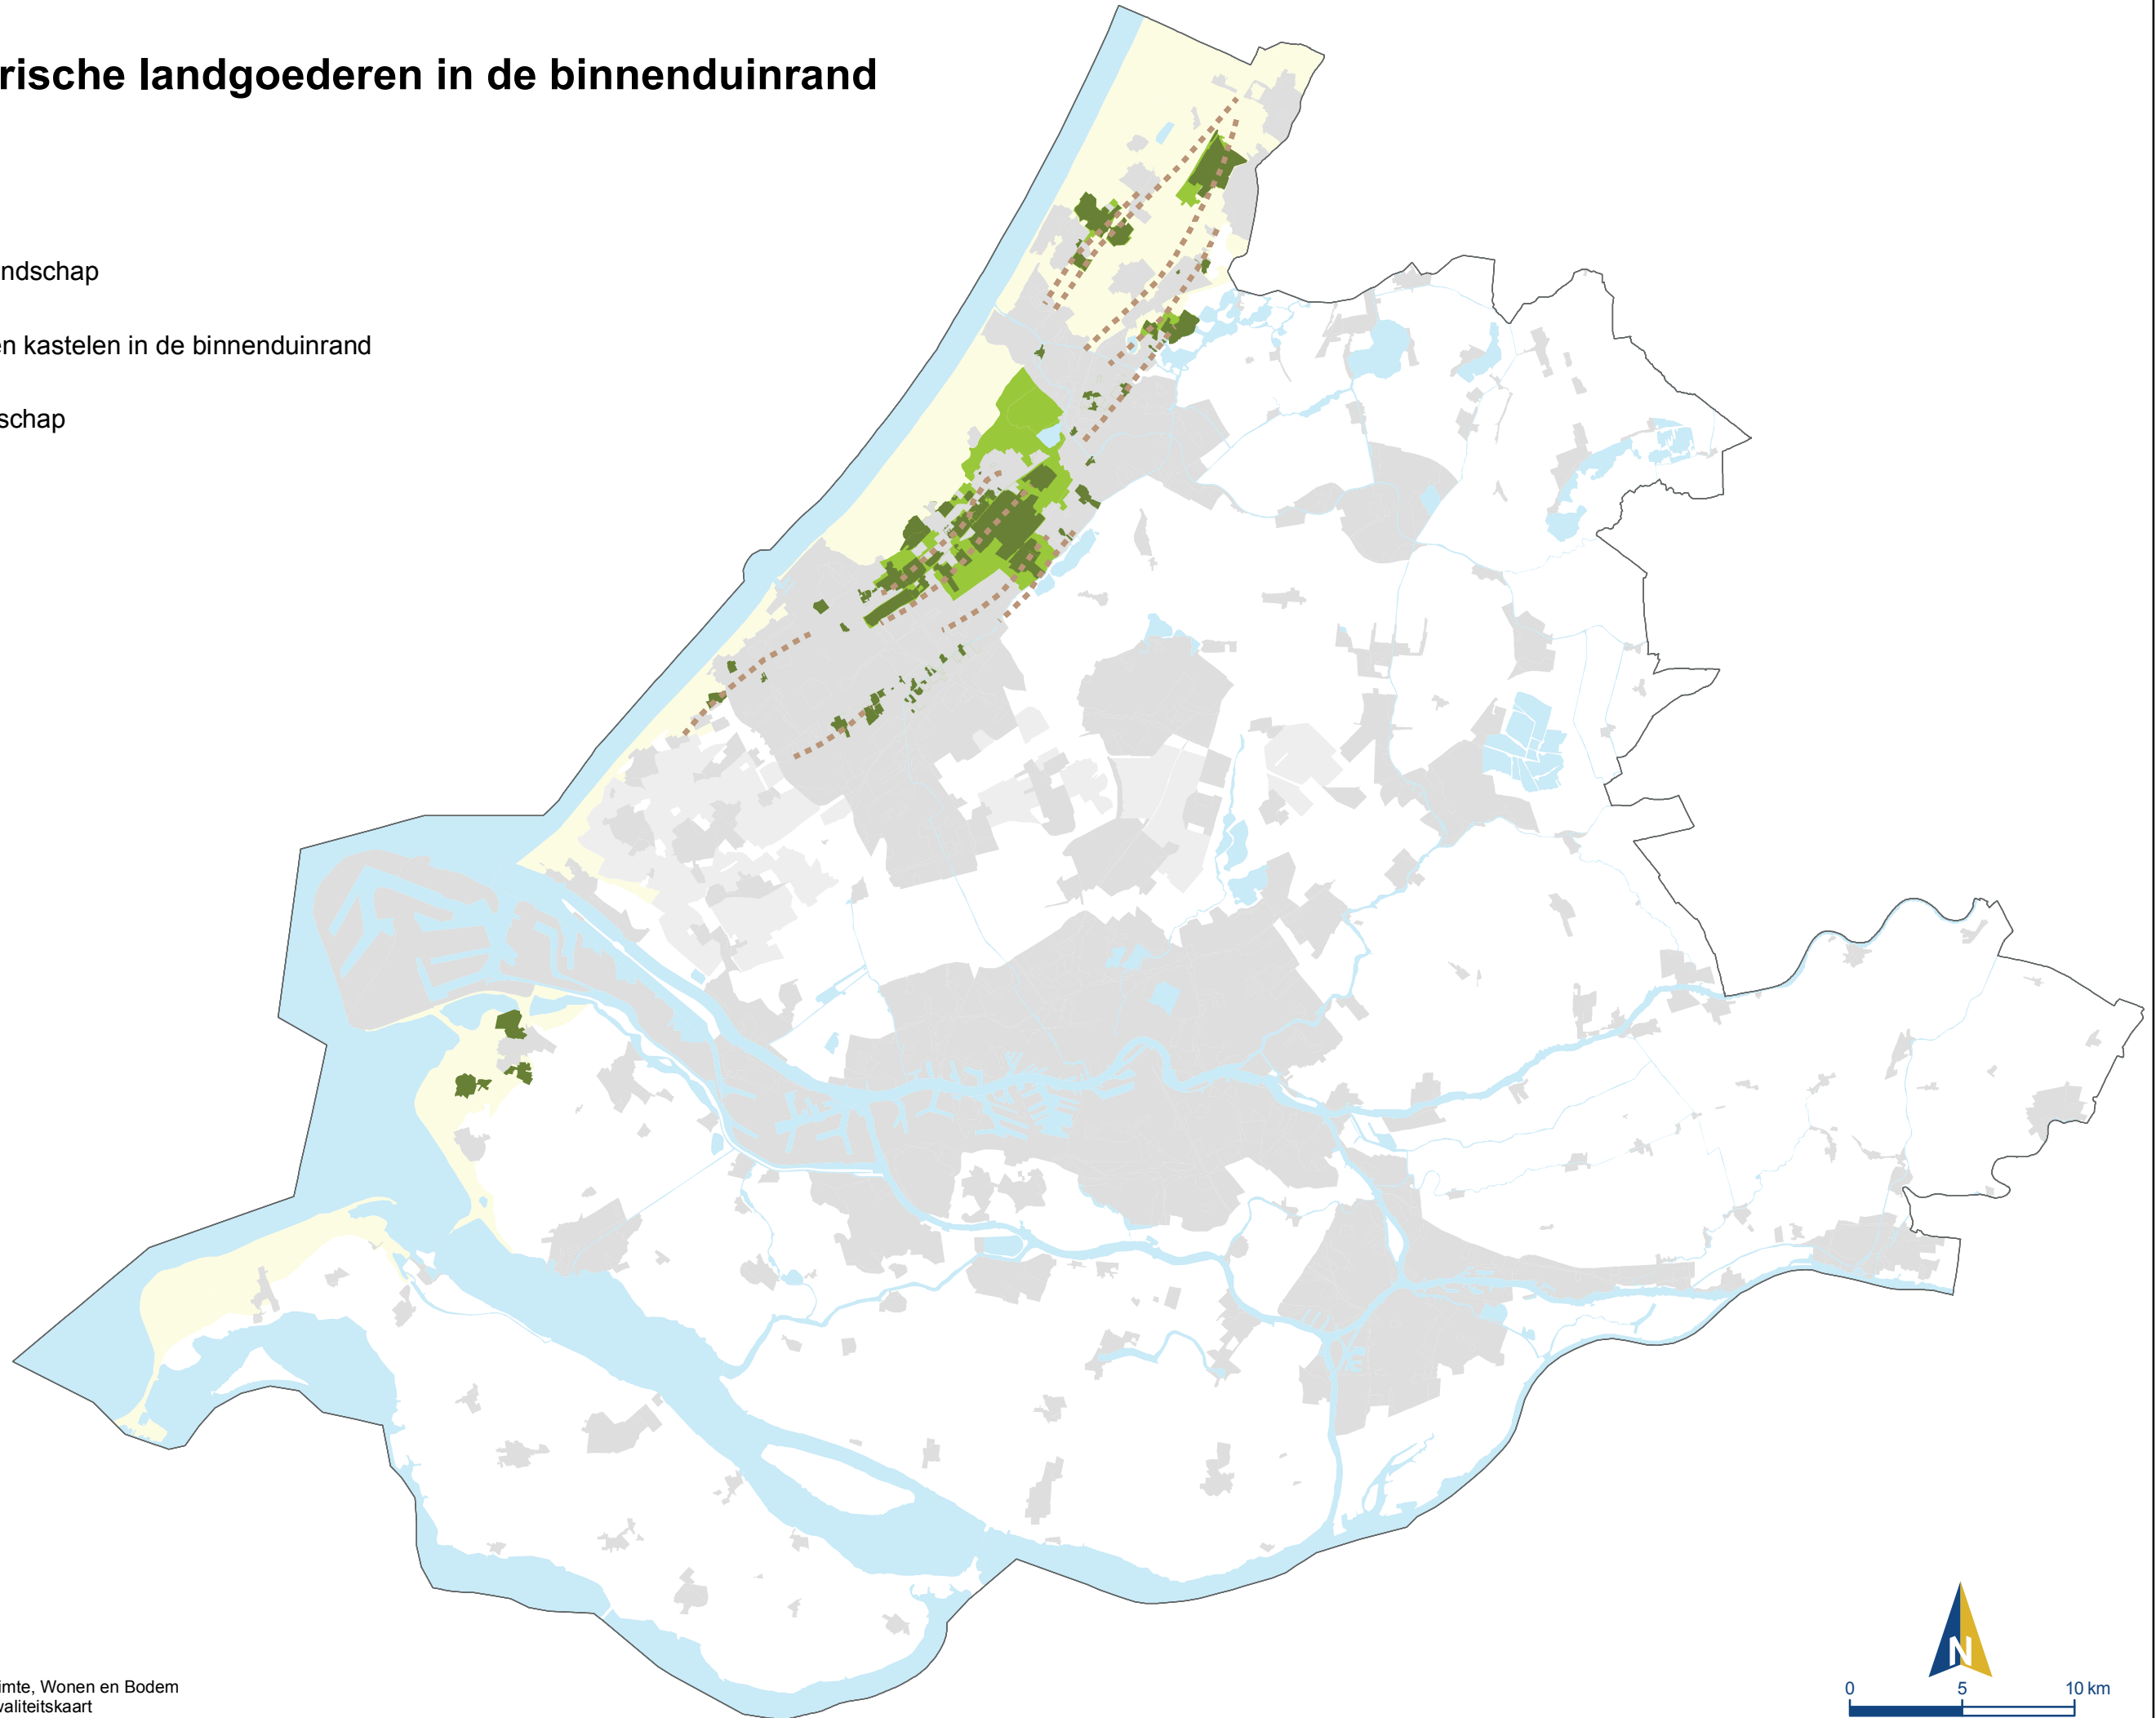 rische landgoederen in de binnenduinrand
ndschap
en kastelen in de binnenduinrand
schap
imte, Wonen en Bodem
waliteitskaart
N
0 5 10 km